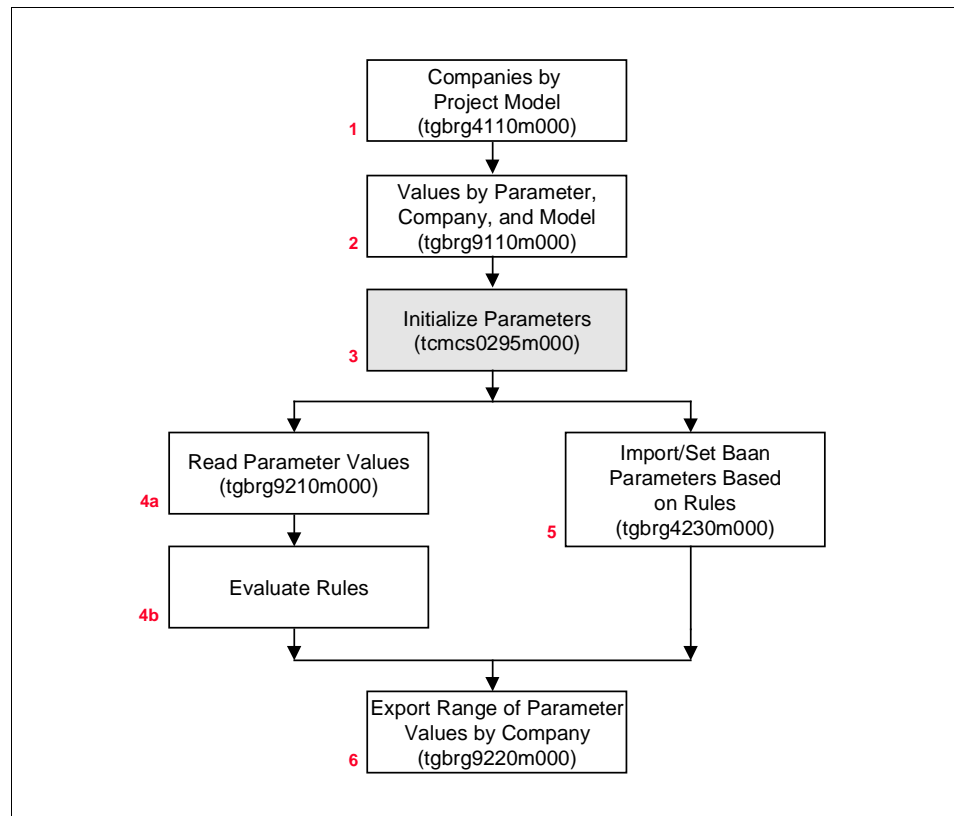 Companies by
Project Model
(tgbrg4110m000)
1
Values by Parameter,
Company, and Model
(tgbrg9110m000)
2
Initialize Parameters
(tcmcs0295m000)
3
Read Parameter Values
(tgbrg9210m000)
4a
Import/Set Baan
Parameters Based
on Rules
(tgbrg4230m000)
5
Evaluate Rules
4b
Export Range of Parameter
Values by Company
(tgbrg9220m000)
6